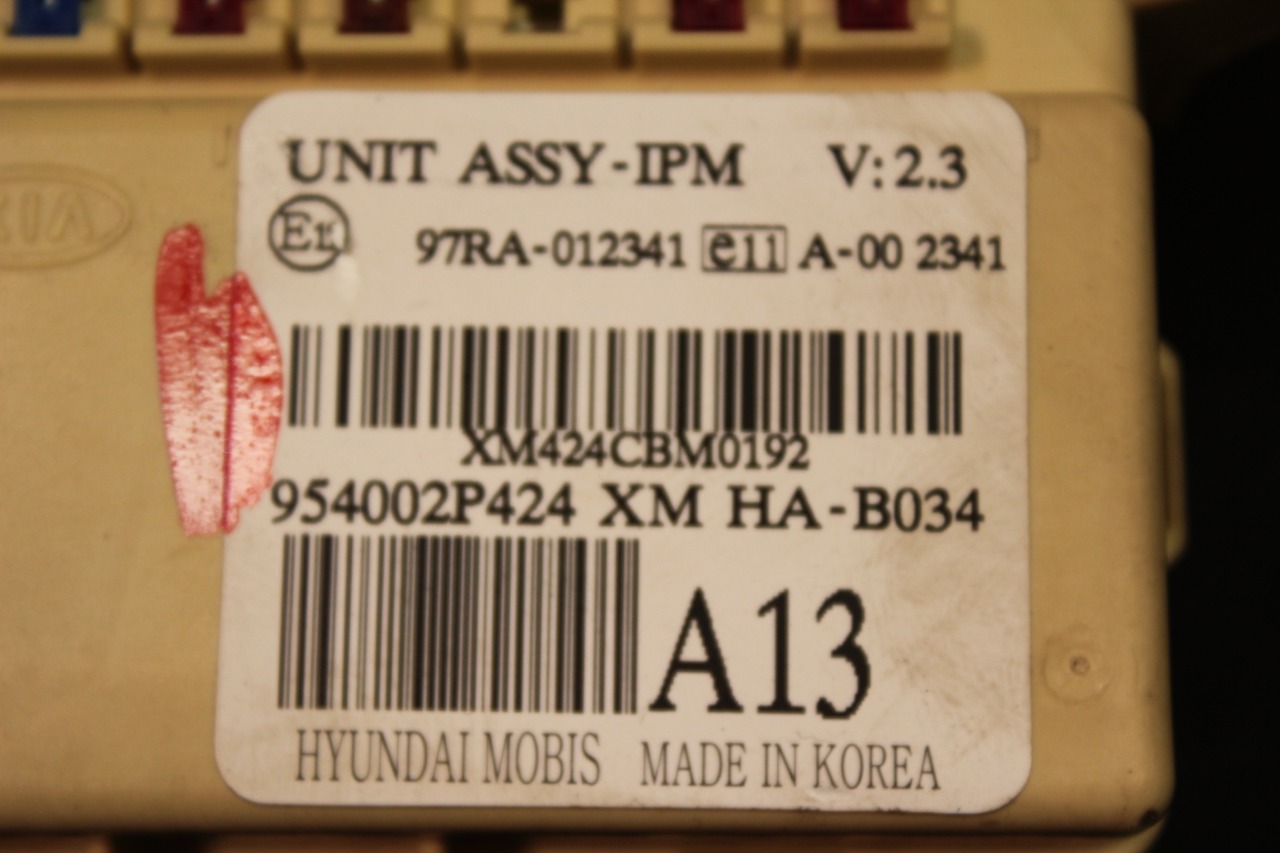 KIA
UNIT ASSY-IPM V: 2.3
97RA-012341 e11 A-00 2341
XM424CBM0192
954002P424 XM HA-B034
A13
HYUNDAI MOBIS MADE IN KOREA